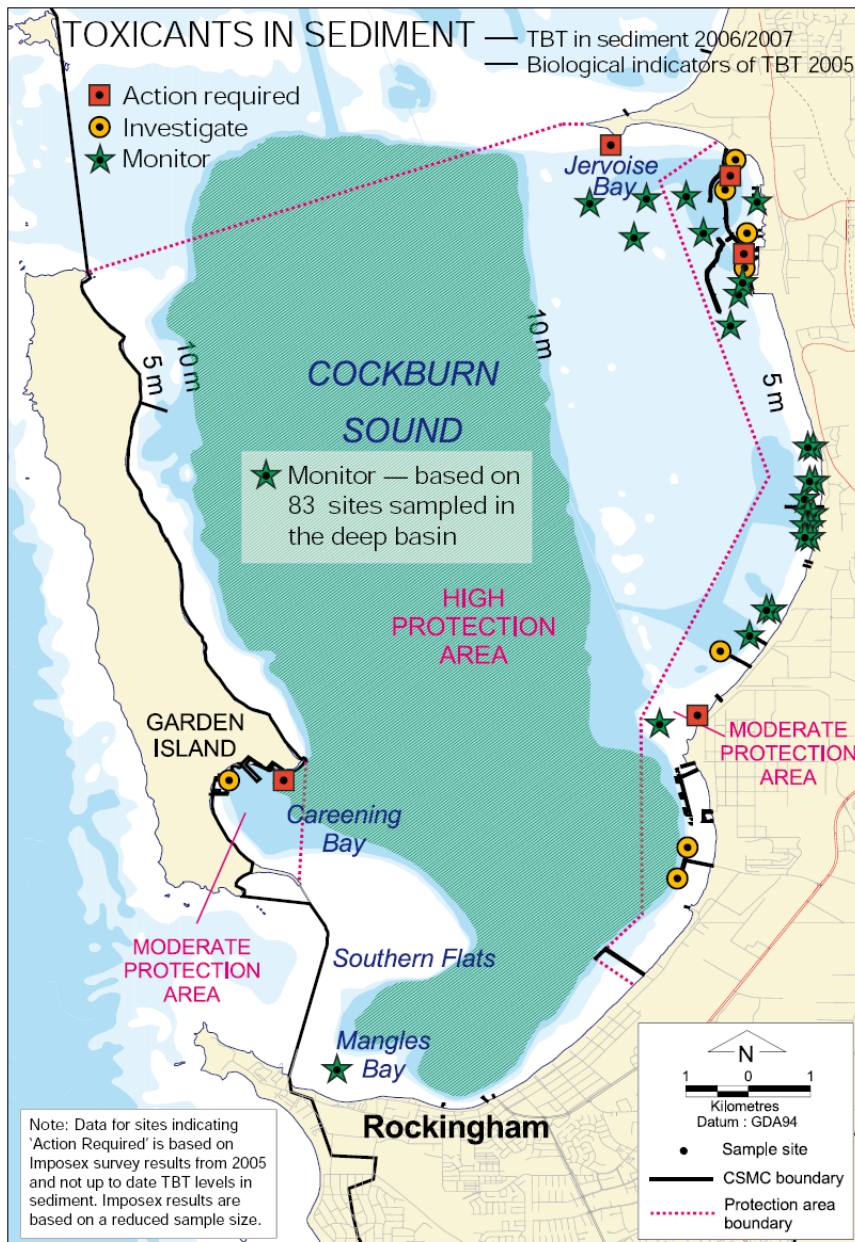 TOXICANTS IN SEDIMENT — TBT in sediment 2006/2007
— Biological indicators of TBT 2005
Action required
Investigate
Monitor
Jervoise
Bay
10 m
10 m
5 m
5 m
COCKBURN
SOUND
Monitor — based on
83 sites sampled in
the deep basin
HIGH
PROTECTION
AREA
GARDEN
ISLAND
MODERATE
PROTECTION
AREA
Careening
Bay
MODERATE
PROTECTION
AREA
Southern Flats
Mangles
Bay
Rockingham
Note: Data for sites indicating
‘Action Required’ is based on
Imposex survey results from 2005
and not up to date TBT levels in
sediment. Imposex results are
based on a reduced sample size.
N
1 0 1
Kilometres
Datum : GDA94
Sample site
CSMC boundary
Protection area
boundary